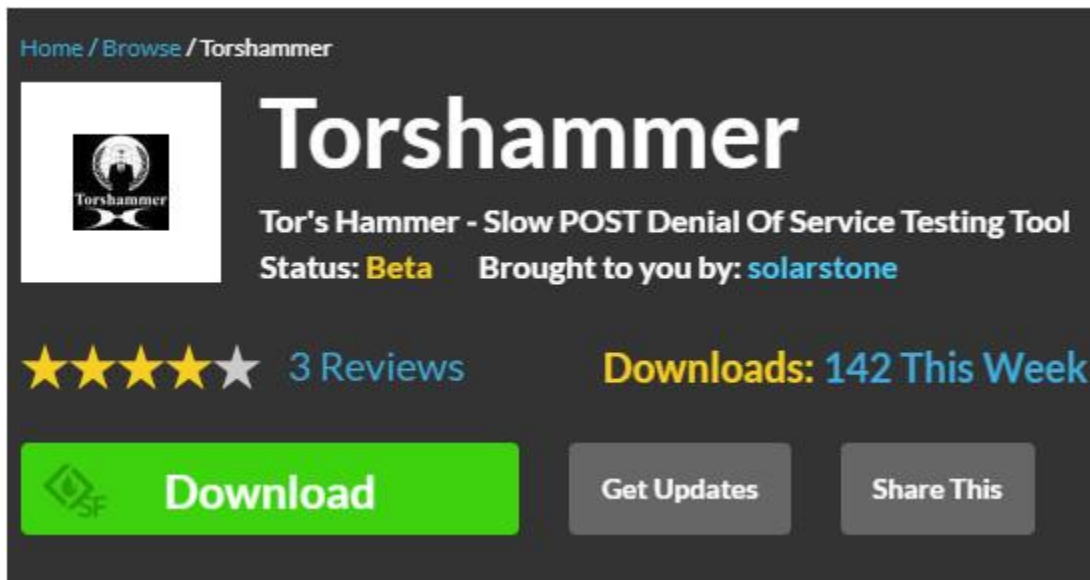 Home / Browse / Torshammer
Torshammer
Torshammer
Tor's Hammer - Slow POST Denial Of Service Testing Tool
Status: Beta Brought to you by: solarstone
3 Reviews Downloads: 142 This Week
SF Download Get Updates Share This